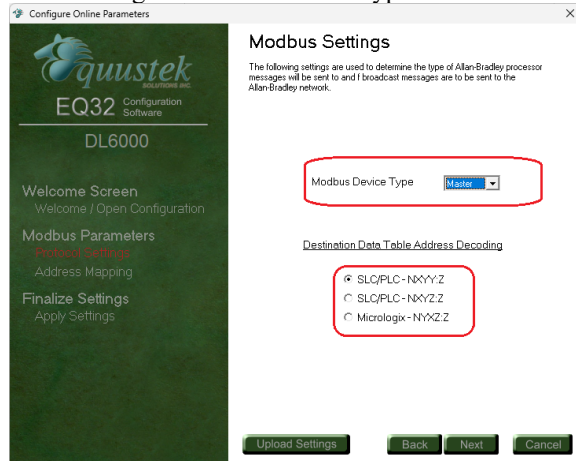 Configure Online Parameters
Equustek
SOLUTIONS INC.
EQ32 Configuration Software
DL6000
Welcome Screen
Welcome / Open Configuration
Modbus Parameters
Protocol Settings
Address Mapping
Finalize Settings
Apply Settings
Modbus Settings
The following settings are used to determine the type of Allan-Bradley processor
messages will be sent to and f broadcast messages are to be sent to the
Allan-Bradley network.
Modbus Device Type Master
Destination Data Table Address Decoding
SLC/PLC - NXYY:Z
SLC/PLC - NXYZ:Z
Micrologix - NYXZ:Z
Upload Settings Back Next Cancel